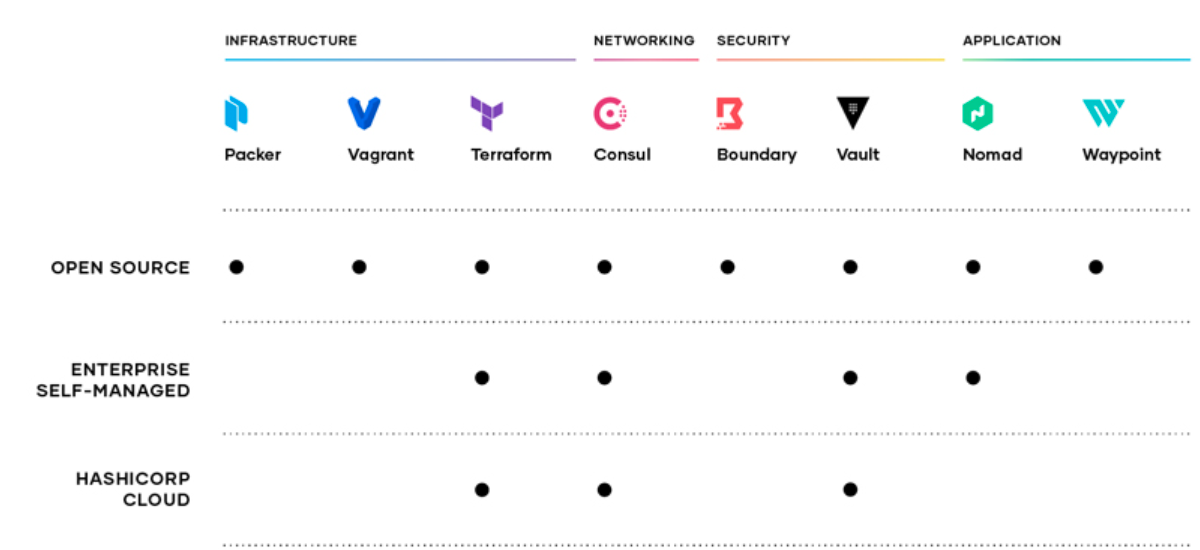 INFRASTRUCTURE
NETWORKING
SECURITY
APPLICATION
Packer
Vagrant
Terraform
Consul
Boundary
Vault
Nomad
Waypoint
OPEN SOURCE
ENTERPRISE
SELF-MANAGED
HASHICORP
CLOUD